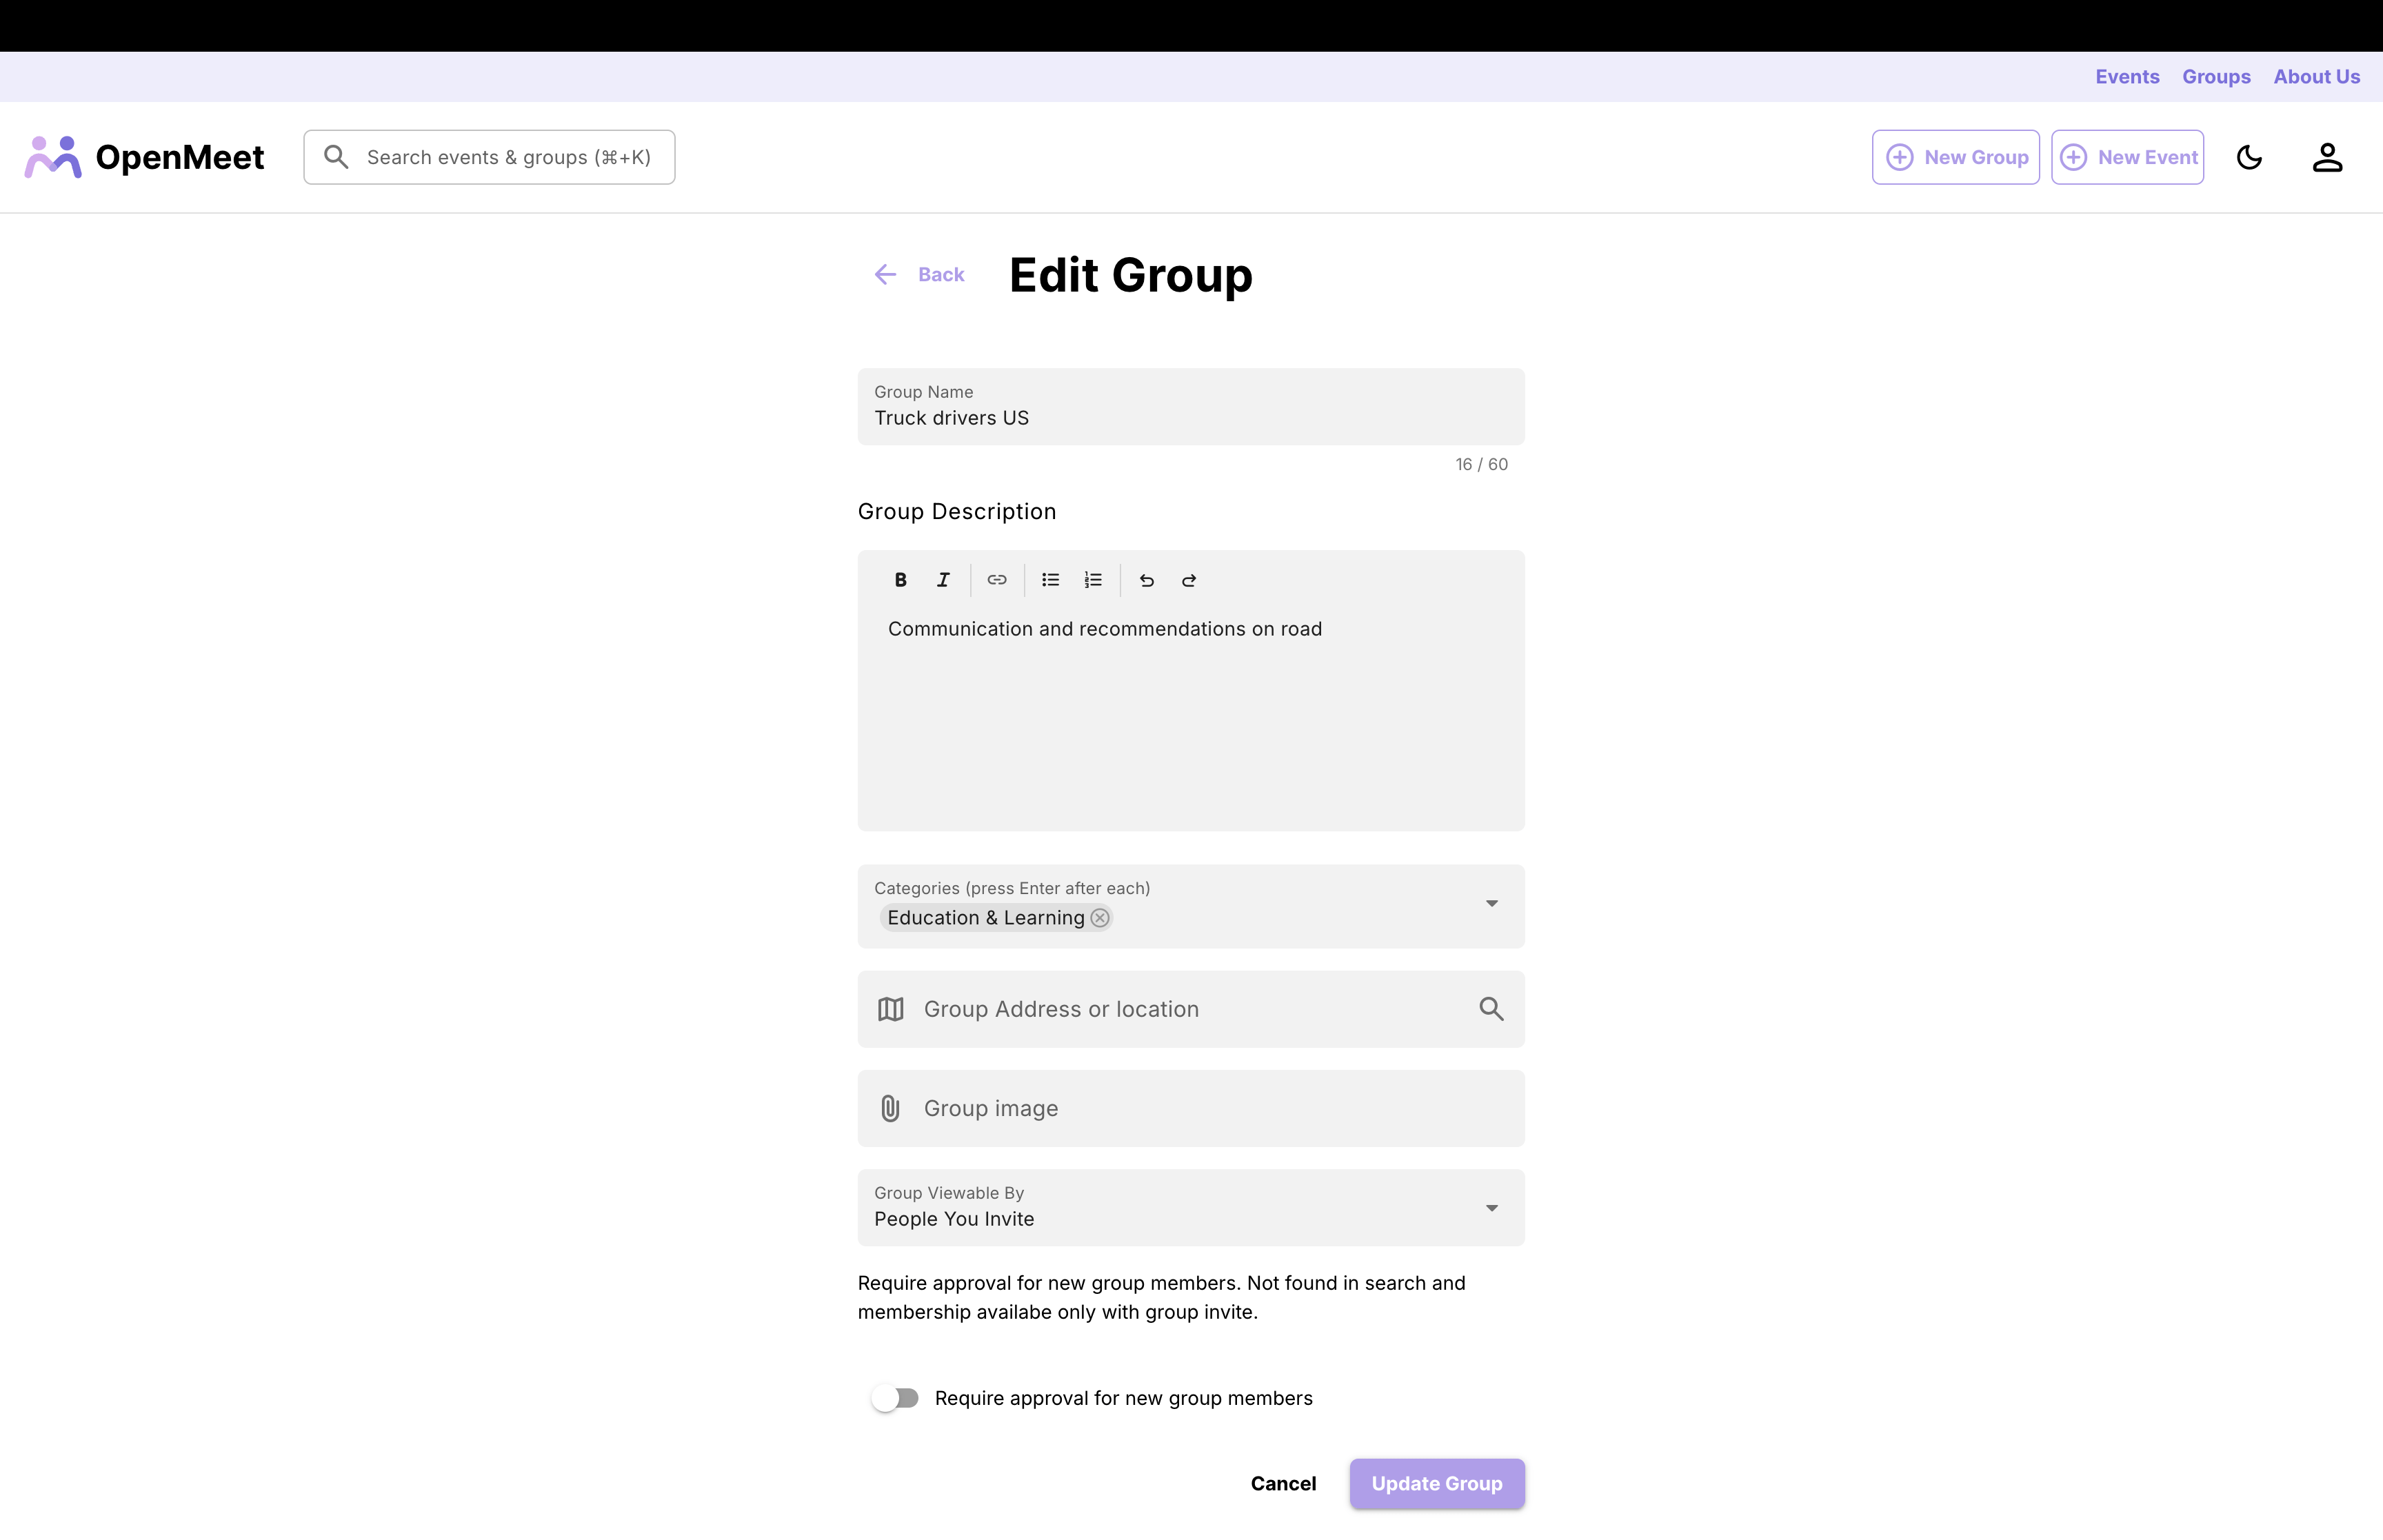 Events Groups About Us
OpenMeet
Search events & groups (⌘+K)
New Group
New Event
Back
Edit Group
Group Name
Truck drivers US
16 / 60
Group Description
Communication and recommendations on road
Categories (press Enter after each)
Education & Learning
Group Address or location
Group image
Group Viewable By
People You Invite
Require approval for new group members. Not found in search and
membership availabe only with group invite.
Require approval for new group members
Cancel
Update Group